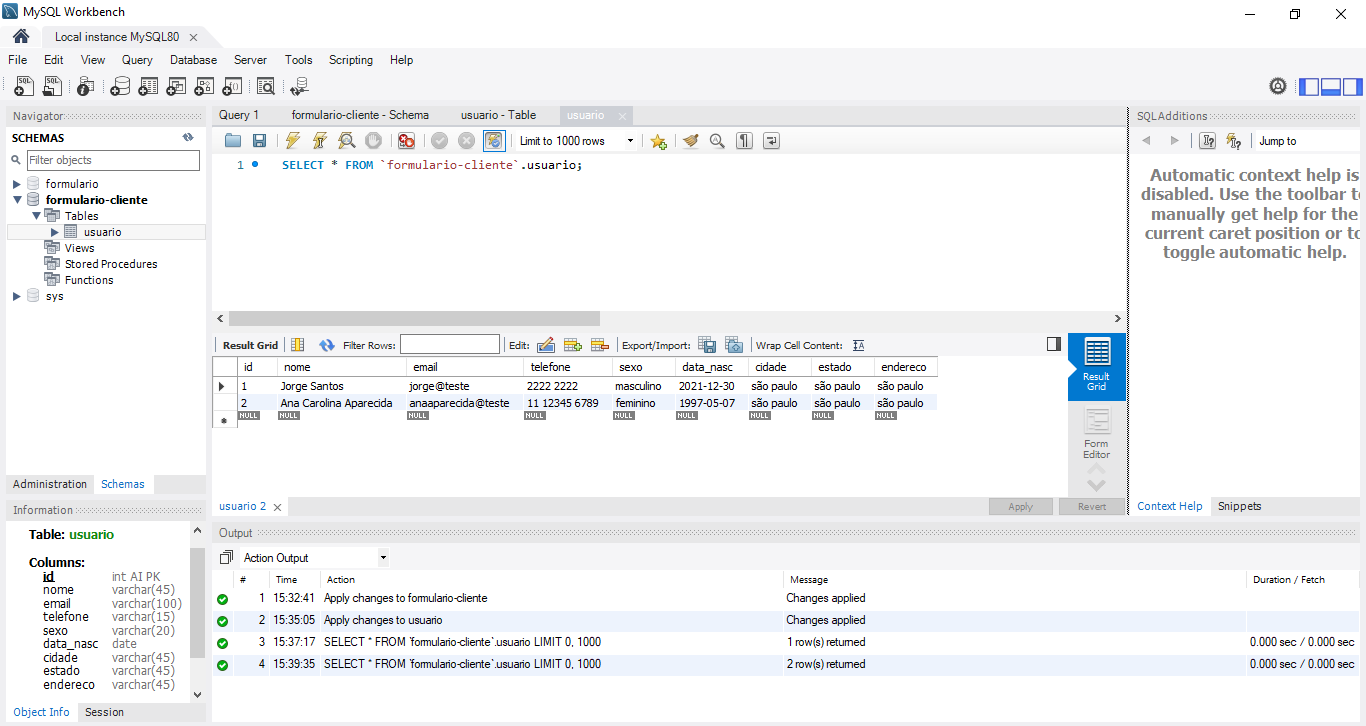 MySQL Workbench
Local instance MySQL80
File Edit View Query Database Server Tools Scripting Help
Navigator
SCHEMAS
Filter objects
formulario
formulario-cliente
Tables
usuario
Views
Stored Procedures
Functions
sys
Administration Schemas
Information
Table: usuario
Columns:
id int AI PK
nome varchar(45)
email varchar(100)
telefone varchar(15)
sexo varchar(20)
data_nasc date
cidade varchar(45)
estado varchar(45)
endereco varchar(45)
Object Info Session
Query 1 formulario-cliente - Schema usuario - Table usuario
Limit to 1000 rows
1 SELECT * FROM `formulario-cliente`.usuario;
Result Grid Filter Rows: Edit: Export/Import: Wrap Cell Content:
id nome email telefone sexo data_nasc cidade estado endereco
1 Jorge Santos jorge@teste 2222 2222 masculino 2021-12-30 são paulo são paulo são paulo
2 Ana Carolina Aparecida anaaparecida@teste 11 12345 6789 feminino 1997-05-07 são paulo são paulo são paulo
NULL NULL NULL NULL NULL NULL NULL NULL NULL
Result
Grid
Form
Editor
usuario 2 Apply Revert
SQLAdditions
Jump to
Automatic context help is
disabled. Use the toolbar to
manually get help for the
current caret position or to
toggle automatic help.
Context Help Snippets
Output
Action Output
# Time Action Message Duration / Fetch
1 15:32:41 Apply changes to formulario-cliente Changes applied
2 15:35:05 Apply changes to usuario Changes applied
3 15:37:17 SELECT * FROM `formulario-cliente`.usuario LIMIT 0, 1000 1 row(s) returned 0.000 sec / 0.000 sec
4 15:39:35 SELECT * FROM `formulario-cliente`.usuario LIMIT 0, 1000 2 row(s) returned 0.000 sec / 0.000 sec